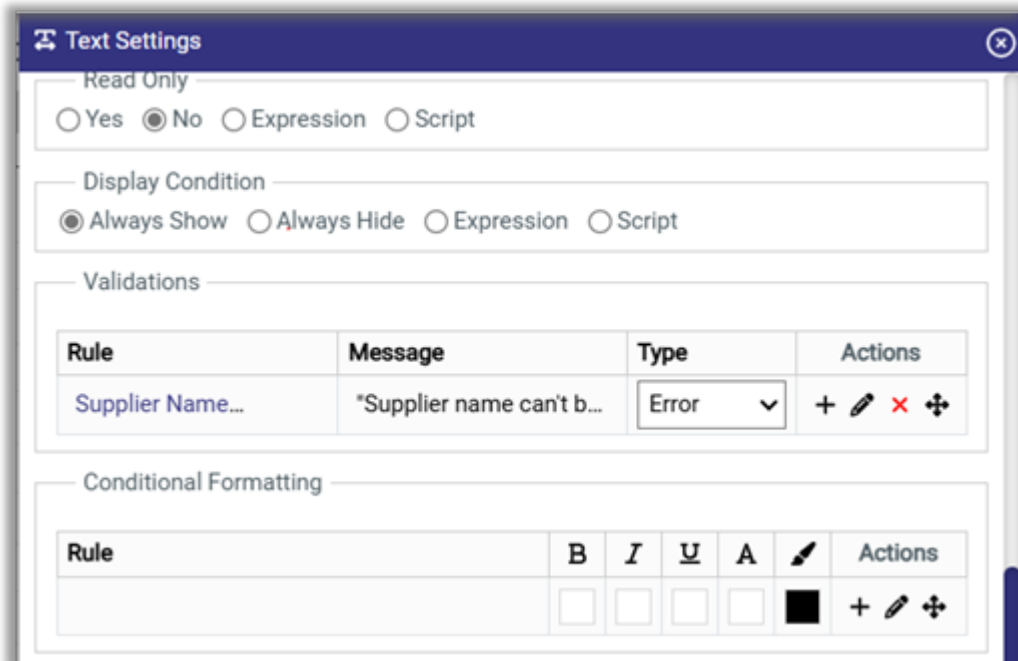 Text Settings
Read Only
Yes No Expression Script
Display Condition
Always Show Always Hide Expression Script
Validations
Rule Message Type Actions
Supplier Name... "Supplier name can't b... Error
Conditional Formatting
Rule B I U A Actions